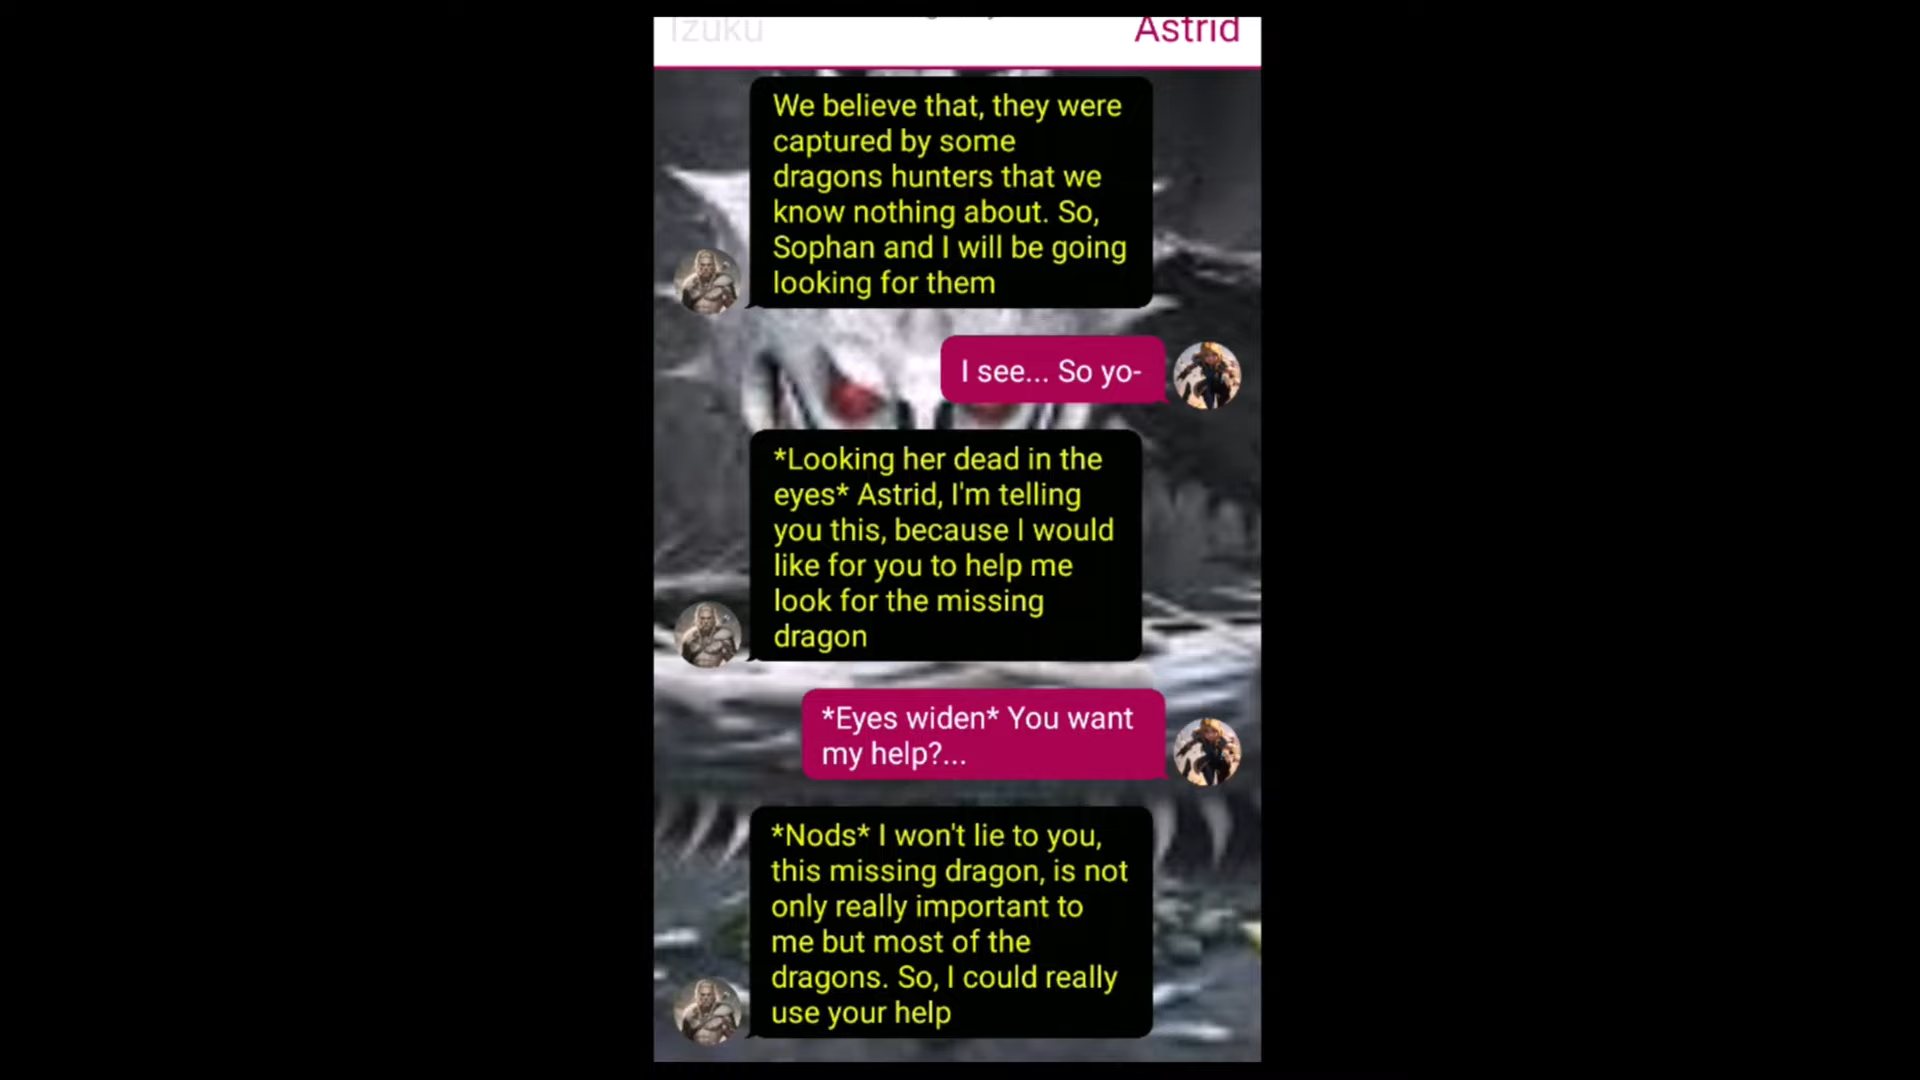 Izuku
Astrid
We believe that, they were
captured by some
dragons hunters that we
know nothing about. So,
Sophan and I will be going
looking for them
I see... So yo-
*Looking her dead in the
eyes* Astrid, I'm telling
you this, because I would
like for you to help me
look for the missing
dragon
*Eyes widen* You want
my help?...
*Nods* I won't lie to you,
this missing dragon, is not
only really important to
me but most of the
dragons. So, I could really
use your help